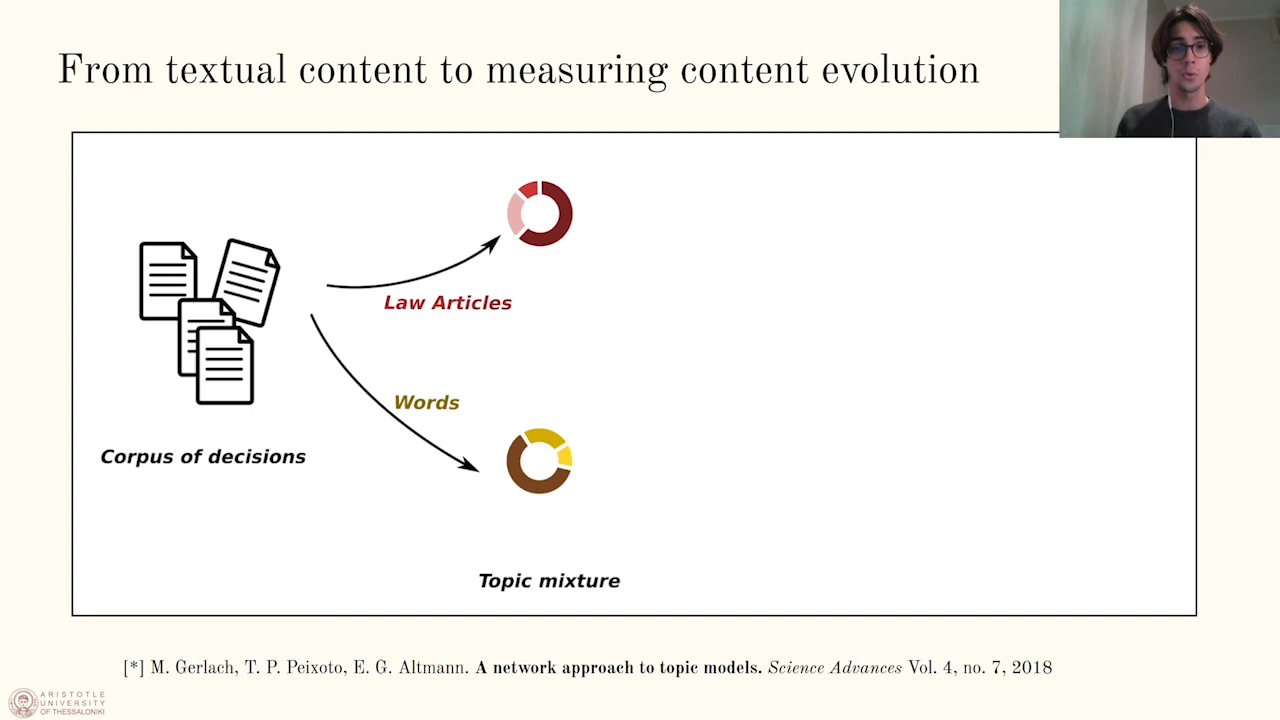 From textual content to measuring content evolution
Law Articles
Words
Corpus of decisions
Topic mixture
[*] M. Gerlach, T. P. Peixoto, E. G. Altmann. A network approach to topic models. Science Advances Vol. 4, no. 7, 2018
ARISTOTLE
UNIVERSITY
OF THESSALONIKI